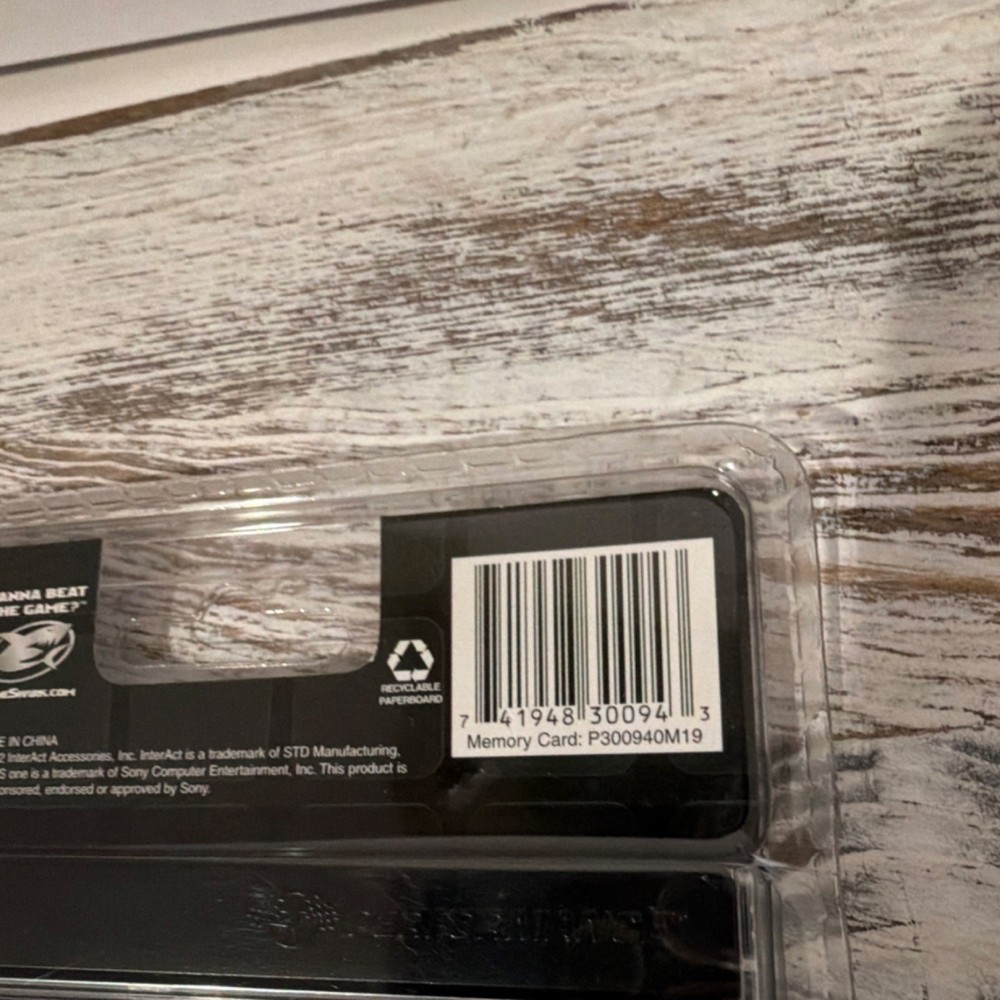 ANNA BEAT
HE GAME?™
RECYCLABLE
PAPERBOARD
7 41948 30094 3
Memory Card: P300940M19
E IN CHINA
2 InterAct Accessories, Inc. InterAct is a trademark of STD Manufacturing,
S one is a trademark of Sony Computer Entertainment, Inc. This product is
onsored, endorsed or approved by Sony.